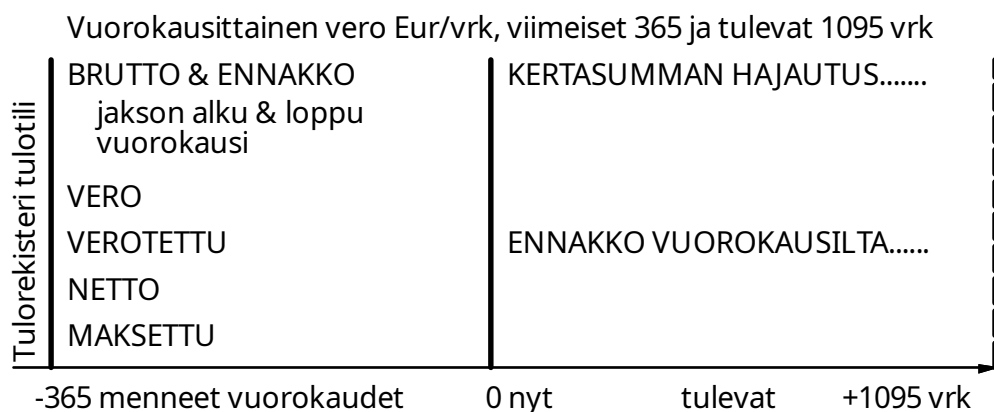 Vuorokausittainen vero Eur/vrk, viimeiset 365 ja tulevat 1095 vrk
Tulorekisteri tulotili
BRUTTO & ENNAKKO
jakson alku & loppu
vuorokausi
VERO
VEROTETTU
NETTO
MAKSETTU
KERTASUMMAN HAJAUTUS.......
ENNAKKO VUOROKAUSILTA......
-365 menneet vuorokaudet 0 nyt tulevat +1095 vrk